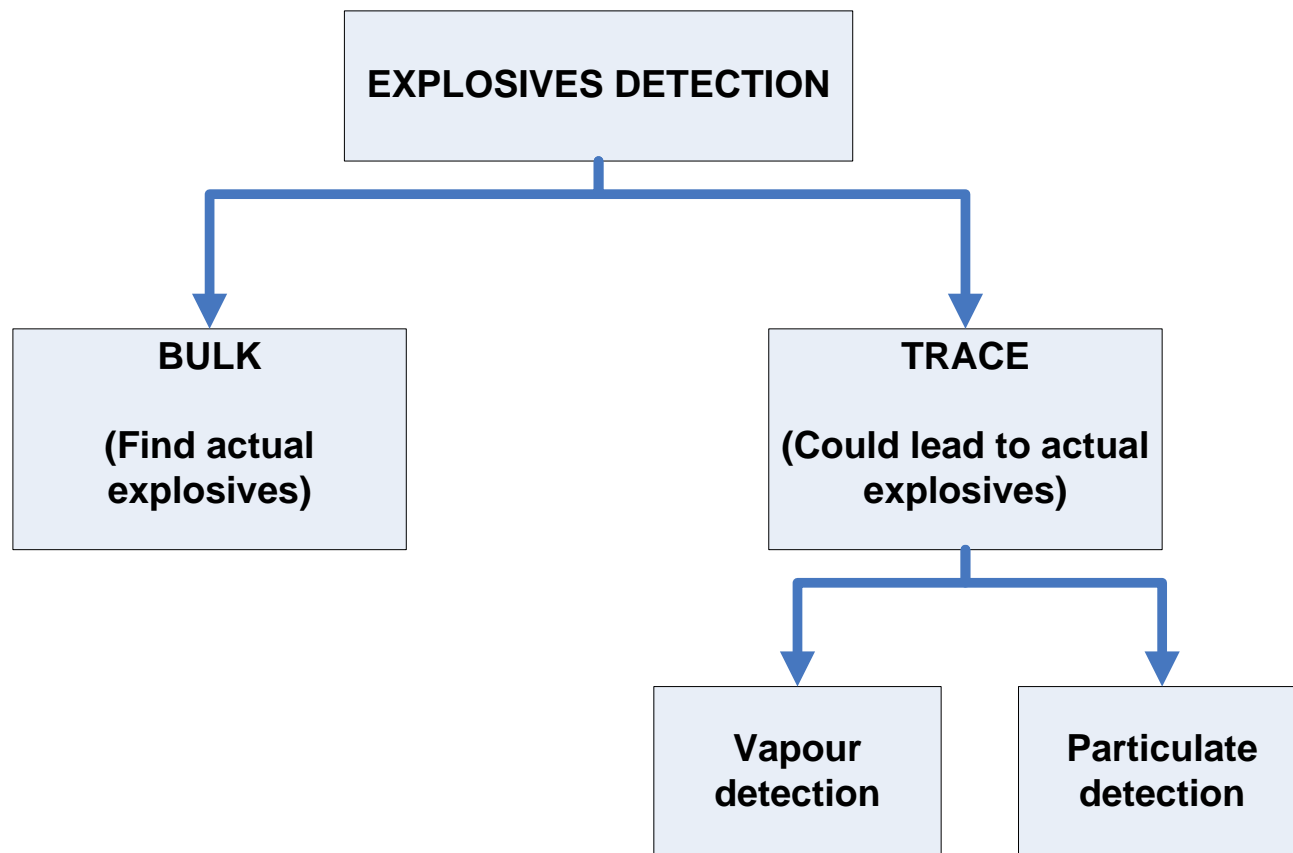 EXPLOSIVES DETECTION
BULK
(Find actual
explosives)
TRACE
(Could lead to actual
explosives)
Vapour
detection
Particulate
detection